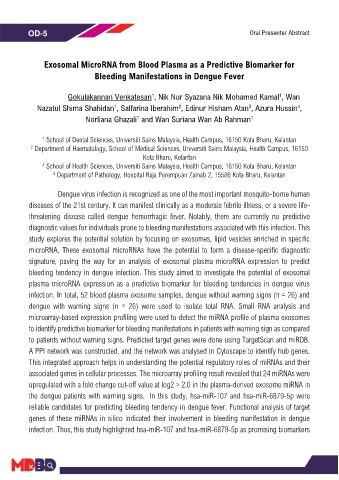 OD-5
Oral Presenter Abstract
Exosomal MicroRNA from Blood Plasma as a Predictive Biomarker for
Bleeding Manifestations in Dengue Fever
Gokulakannan Venkatesan1, Nik Nur Syazana Nik Mohamed Kamal1, Wan
Nazatul Shima Shahidan1, Salfarina Iberahim2, Edinur Hisham Atan3, Azura Hussin4,
Norliana Ghazali1 and Wan Suriana Wan Ab Rahman1
1 School of Dental Sciences, Universiti Sains Malaysia, Health Campus, 16150 Kota Bharu, Kelantan
2 Department of Haematology, School of Medical Sciences, Universiti Sains Malaysia, Health Campus, 16150
Kota Bharu, Kelantan
3 School of Health Sciences, Universiti Sains Malaysia, Health Campus, 16150 Kota Bharu, Kelantan
4 Department of Pathology, Hospital Raja Perempuan Zainab 2, 15586 Kota Bharu, Kelantan
Dengue virus infection is recognized as one of the most important mosquito-borne human
diseases of the 21st century. It can manifest clinically as a moderate febrile illness, or a severe life-
threatening disease called dengue hemorrhagic fever. Notably, there are currently no predictive
diagnostic values for individuals prone to bleeding manifestations associated with this infection. This
study explores the potential solution by focusing on exosomes, lipid vesicles enriched in specific
microRNA. These exosomal microRNAs have the potential to form a disease-specific diagnostic
signature, paving the way for an analysis of exosomal plasma microRNA expression to predict
bleeding tendency in dengue infection. This study aimed to investigate the potential of exosomal
plasma microRNA expression as a predictive biomarker for bleeding tendencies in dengue virus
infection. In total, 52 blood plasma exosome samples, dengue without warning signs (n = 26) and
dengue with warning signs (n = 26) were used to isolate total RNA. Small RNA analysis and
microarray-based expression profiling were used to detect the miRNA profile of plasma exosomes
to identify predictive biomarker for bleeding manifestations in patients with warning sign as compared
to patients without warning signs. Predicted target genes were done using TargetScan and miRDB.
A PPI network was constructed, and the network was analysed in Cytoscape to identify hub genes.
This integrated approach helps in understanding the potential regulatory roles of miRNAs and their
associated genes in cellular processes. The microarray profiling result revealed that 24 miRNAs were
upregulated with a fold change cut-off value at log2 > 2.0 in the plasma-derived exosome miRNA in
the dengue patients with warning signs. In this study, hsa-miR-107 and hsa-miR-6879-5p were
reliable candidates for predicting bleeding tendency in dengue fever. Functional analysis of target
genes of these miRNAs in silico indicated their involvement in bleeding manifestation in dengue
infection. Thus, this study highlighted hsa-miR-107 and hsa-miR-6879-5p as promising biomarkers